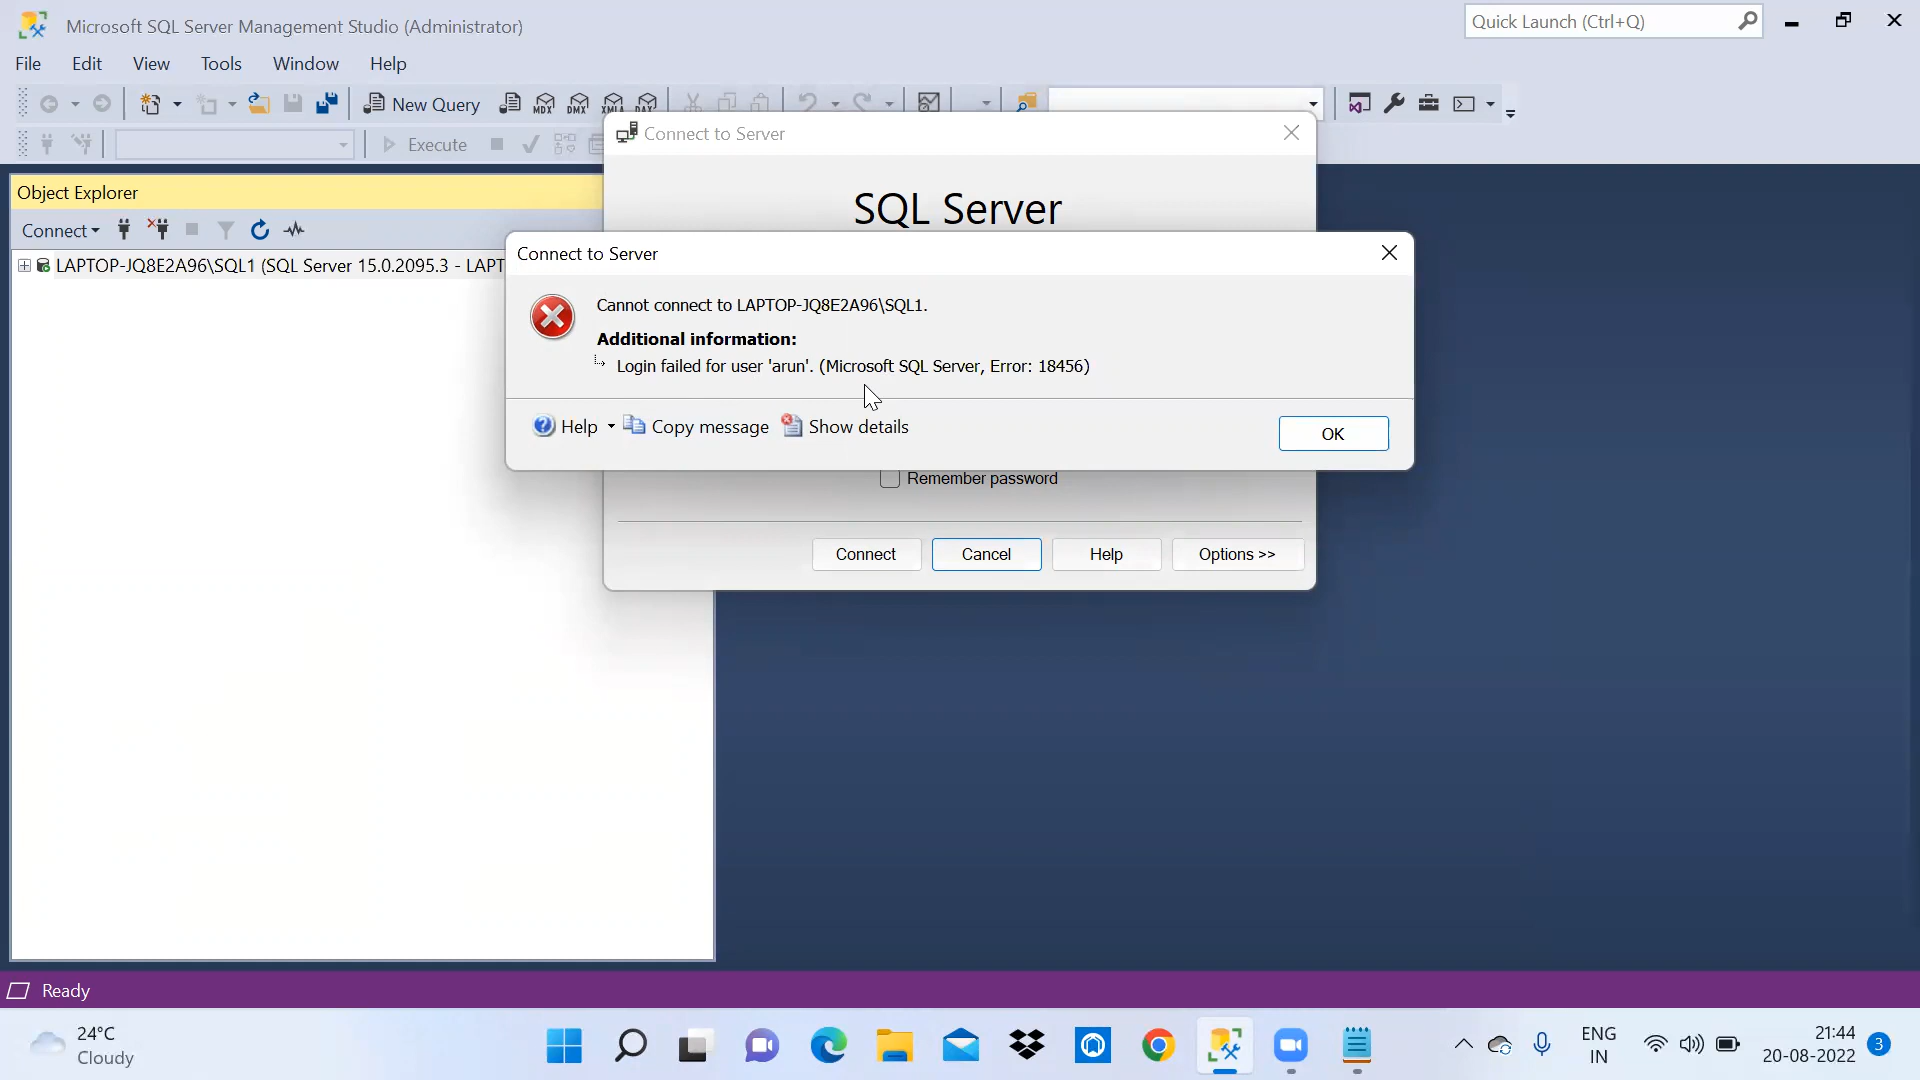 Microsoft SQL Server Management Studio (Administrator)
Quick Launch (Ctrl+Q)
File Edit View Tools Window Help
New Query
MDX DMX XMLA DAX
Execute
Connect to Server
Object Explorer
SQL Server
Connect
LAPTOP-JQ8E2A96\SQL1 (SQL Server 15.0.2095.3 - LAPT
Connect to Server
Cannot connect to LAPTOP-JQ8E2A96\SQL1.
Additional information:
Login failed for user 'arun'. (Microsoft SQL Server, Error: 18456)
Help Copy message Show details
OK
Remember password
Connect Cancel Help Options >>
Ready
24°C
Cloudy
ENG
IN
21:44
20-08-2022
3